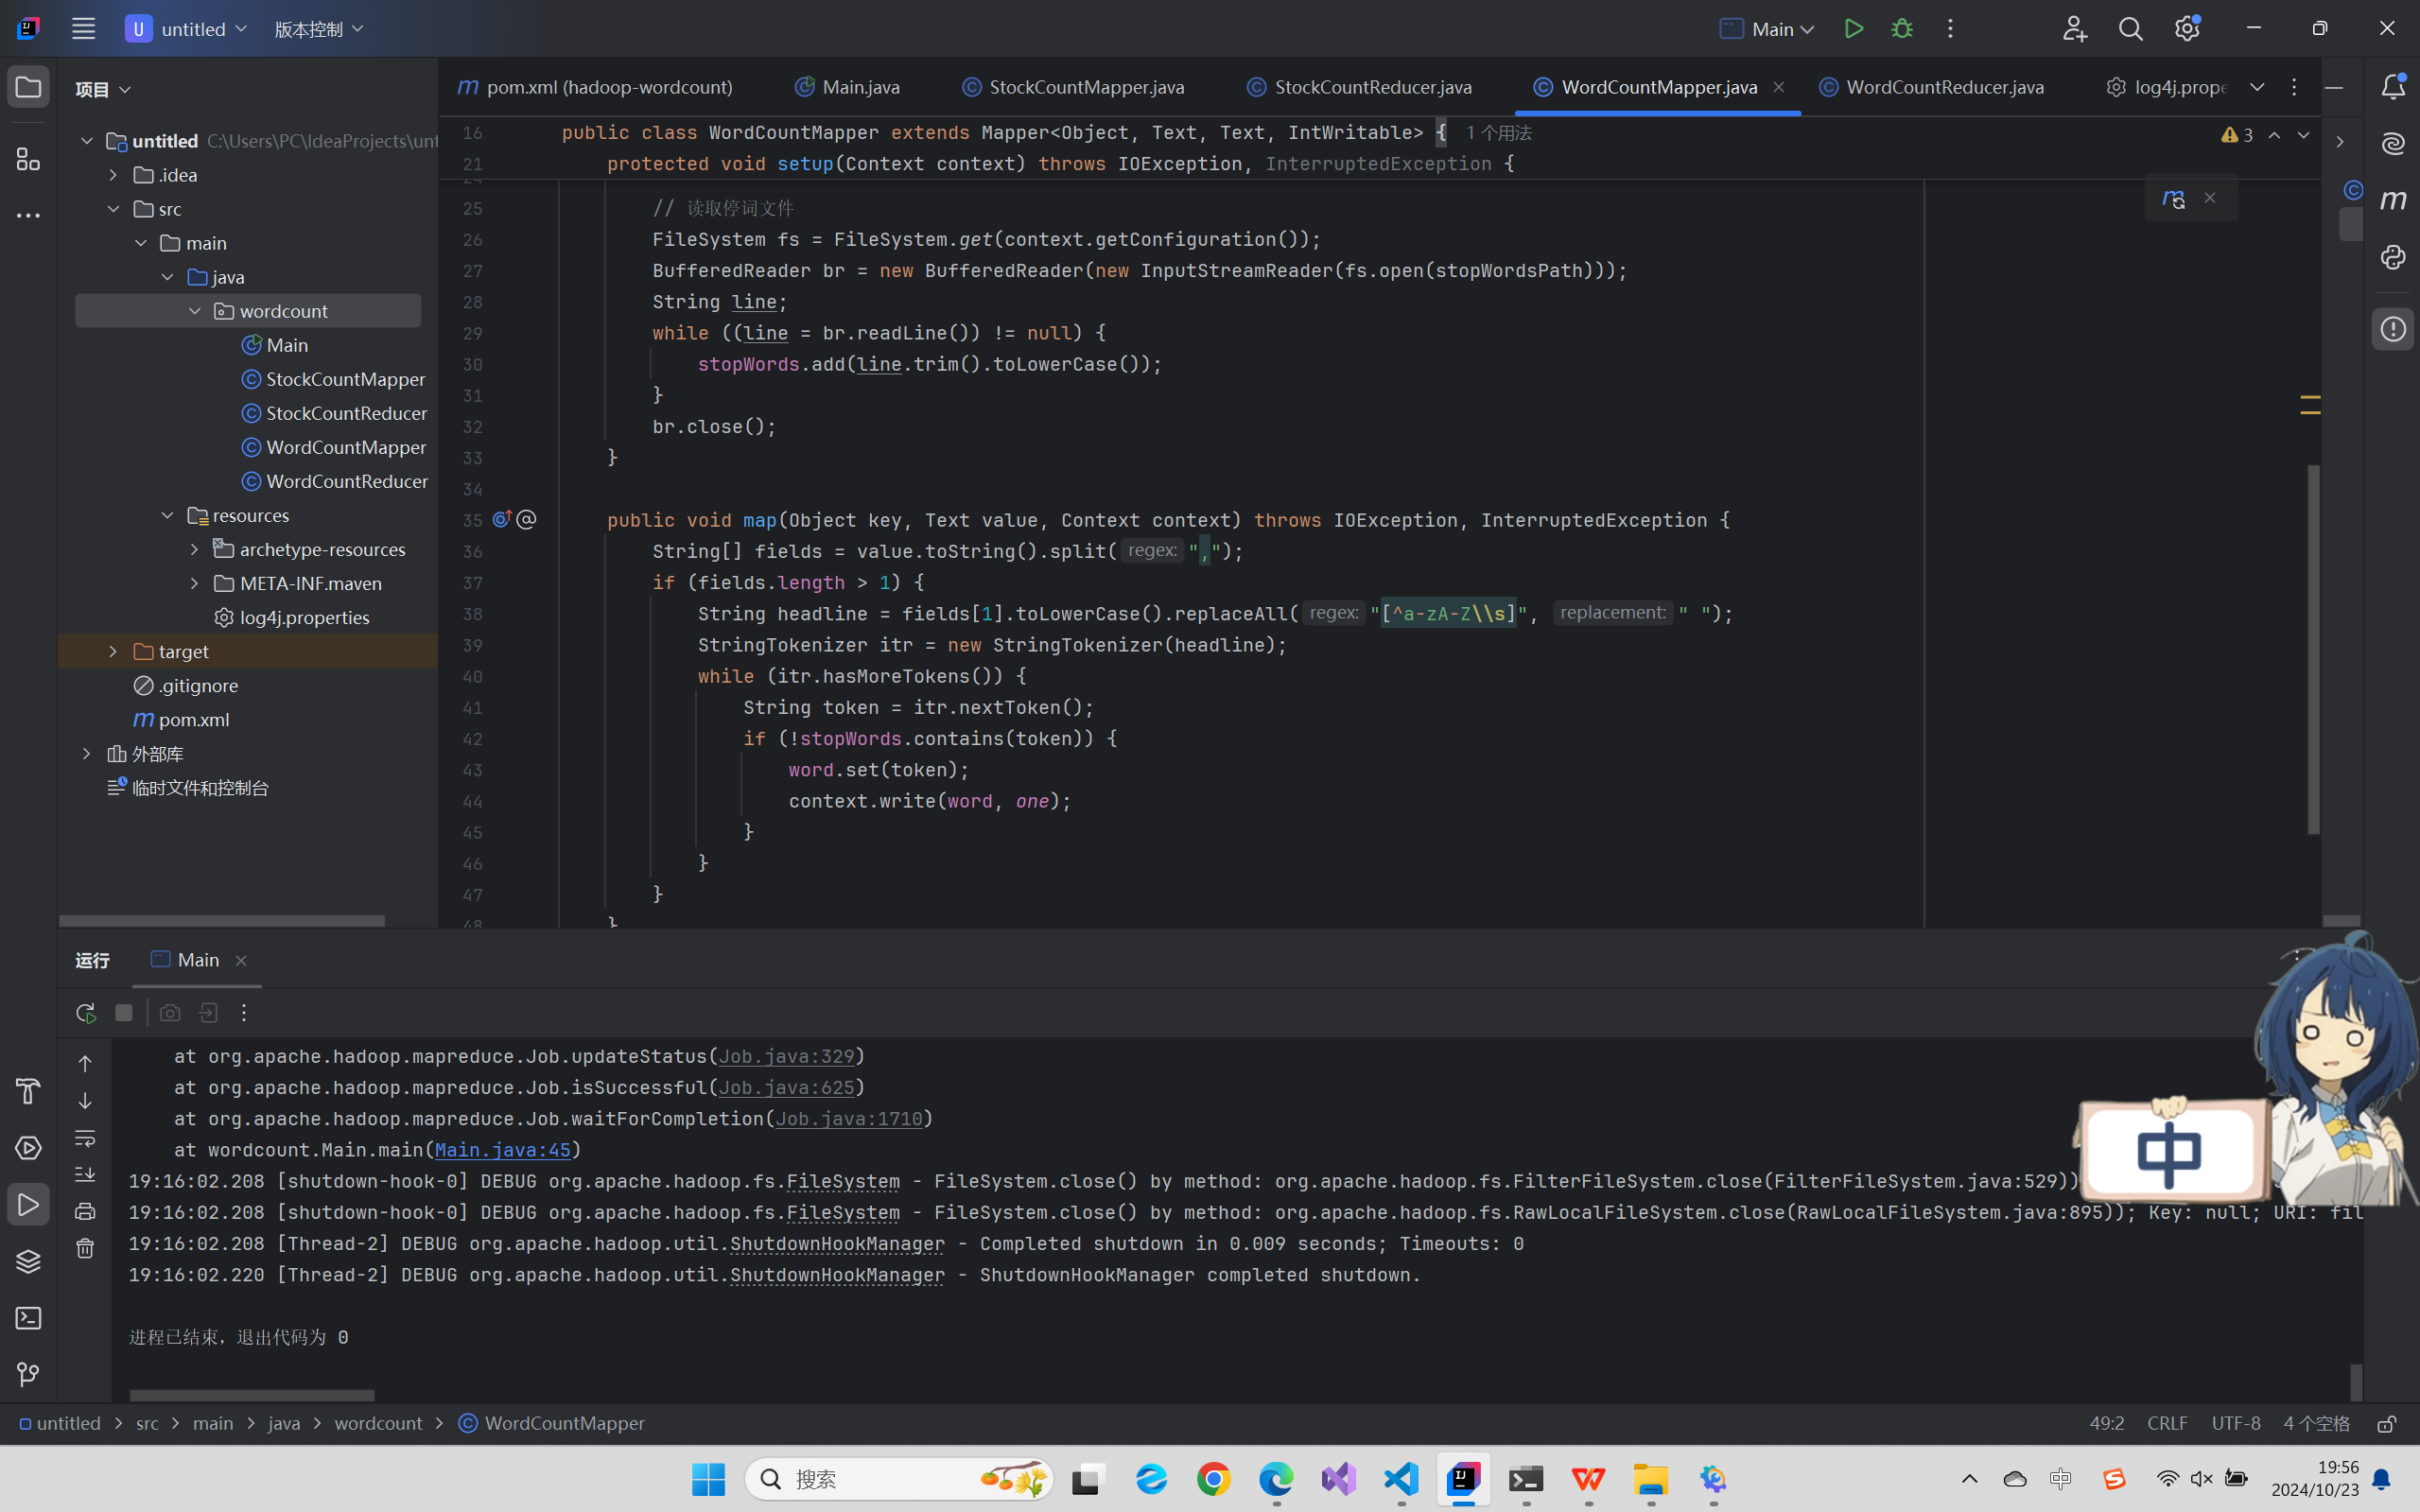 U untitled 版本控制 Main
项目
pom.xml (hadoop-wordcount) Main.java StockCountMapper.java StockCountReducer.java WordCountMapper.java WordCountReducer.java log4j.prope
untitled C:\Users\PC\IdeaProjects\unt
.idea
src
main
java
wordcount
Main
StockCountMapper
StockCountReducer
WordCountMapper
WordCountReducer
resources
archetype-resources
META-INF.maven
log4j.properties
target
.gitignore
pom.xml
外部库
临时文件和控制台
16 public class WordCountMapper extends Mapper<Object, Text, Text, IntWritable> { 1 个用法
3
21 protected void setup(Context context) throws IOException, InterruptedException {
25 // 读取停词文件
26 FileSystem fs = FileSystem.get(context.getConfiguration());
27 BufferedReader br = new BufferedReader(new InputStreamReader(fs.open(stopWordsPath)));
28 String line;
29 while ((line = br.readLine()) != null) {
30 stopWords.add(line.trim().toLowerCase());
31 }
32 br.close();
33 }
34
35 public void map(Object key, Text value, Context context) throws IOException, InterruptedException {
36 String[] fields = value.toString().split( regex: ",");
37 if (fields.length > 1) {
38 String headline = fields[1].toLowerCase().replaceAll( regex: "[^a-zA-Z\\s]", replacement: " ");
39 StringTokenizer itr = new StringTokenizer(headline);
40 while (itr.hasMoreTokens()) {
41 String token = itr.nextToken();
42 if (!stopWords.contains(token)) {
43 word.set(token);
44 context.write(word, one);
45 }
46 }
47 }
48 }
运行 Main
at org.apache.hadoop.mapreduce.Job.updateStatus(Job.java:329)
at org.apache.hadoop.mapreduce.Job.isSuccessful(Job.java:625)
at org.apache.hadoop.mapreduce.Job.waitForCompletion(Job.java:1710)
at wordcount.Main.main(Main.java:45)
19:16:02.208 [shutdown-hook-0] DEBUG org.apache.hadoop.fs.FileSystem - FileSystem.close() by method: org.apache.hadoop.fs.FilterFileSystem.close(FilterFileSystem.java:529))
19:16:02.208 [shutdown-hook-0] DEBUG org.apache.hadoop.fs.FileSystem - FileSystem.close() by method: org.apache.hadoop.fs.RawLocalFileSystem.close(RawLocalFileSystem.java:895)); Key: null; URI: fil
19:16:02.208 [Thread-2] DEBUG org.apache.hadoop.util.ShutdownHookManager - Completed shutdown in 0.009 seconds; Timeouts: 0
19:16:02.220 [Thread-2] DEBUG org.apache.hadoop.util.ShutdownHookManager - ShutdownHookManager completed shutdown.
进程已结束，退出代码为 0
中
untitled > src > main > java > wordcount > WordCountMapper
49:2 CRLF UTF-8 4 个空格
搜索
中
19:56
2024/10/23